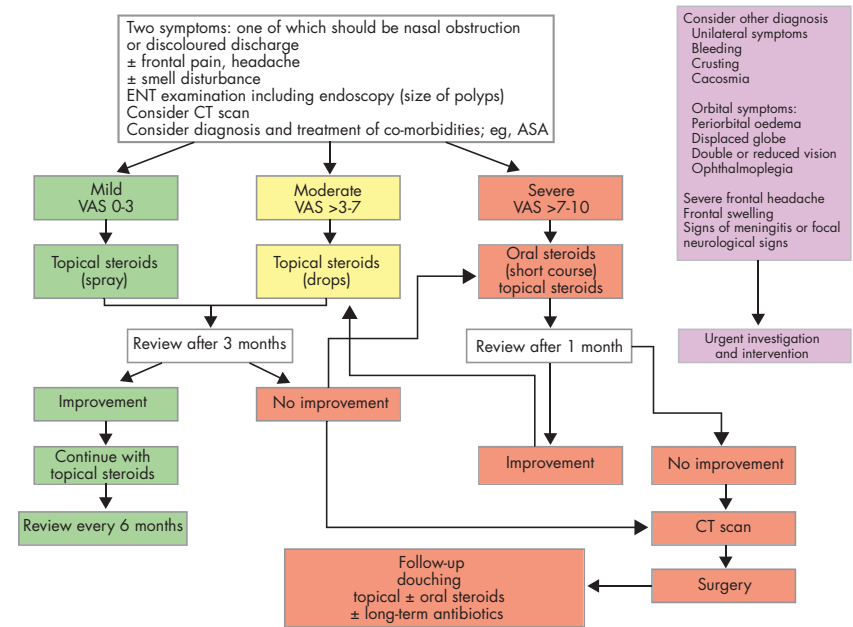 Two symptoms: one of which should be nasal obstruction
or discoloured discharge
± frontal pain, headache
± smell disturbance
ENT examination including endoscopy (size of polyps)
Consider CT scan
Consider diagnosis and treatment of co-morbidities; eg, ASA
Consider other diagnosis
Unilateral symptoms
Bleeding
Crusting
Cacosmia
Orbital symptoms:
Periorbital oedema
Displaced globe
Double or reduced vision
Ophthalmoplegia
Severe frontal headache
Frontal swelling
Signs of meningitis or focal
neurological signs
Mild
VAS 0-3
Moderate
VAS >3-7
Severe
VAS >7-10
Topical steroids
(spray)
Topical steroids
(drops)
Oral steroids
(short course)
topical steroids
Review after 3 months
Review after 1 month
Urgent investigation
and intervention
Improvement
No improvement
Continue with
topical steroids
Improvement
No improvement
Review every 6 months
CT scan
Surgery
Follow-up
douching
topical ± oral steroids
± long-term antibiotics